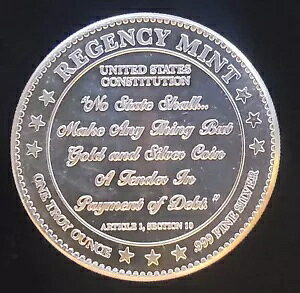 REGENCY MINT
UNITED STATES
CONSTITUTION
"No State Shall...
Make Any Thing But
Gold and Silver Coin
A Tender In
Payment of Debt."
ARTICLE 1, SECTION 10
ONE TROY OUNCE
.999 FINE SILVER